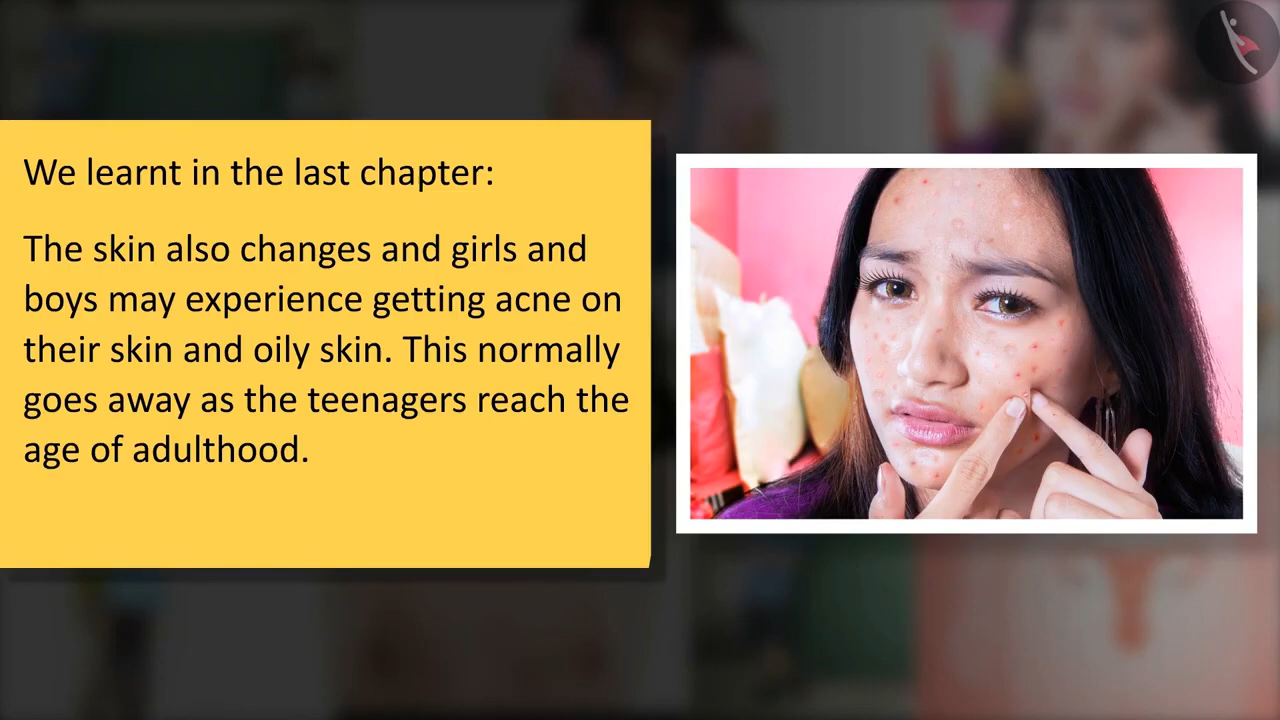 We learnt in the last chapter:
The skin also changes and girls and
boys may experience getting acne on
their skin and oily skin. This normally
goes away as the teenagers reach the
age of adulthood.